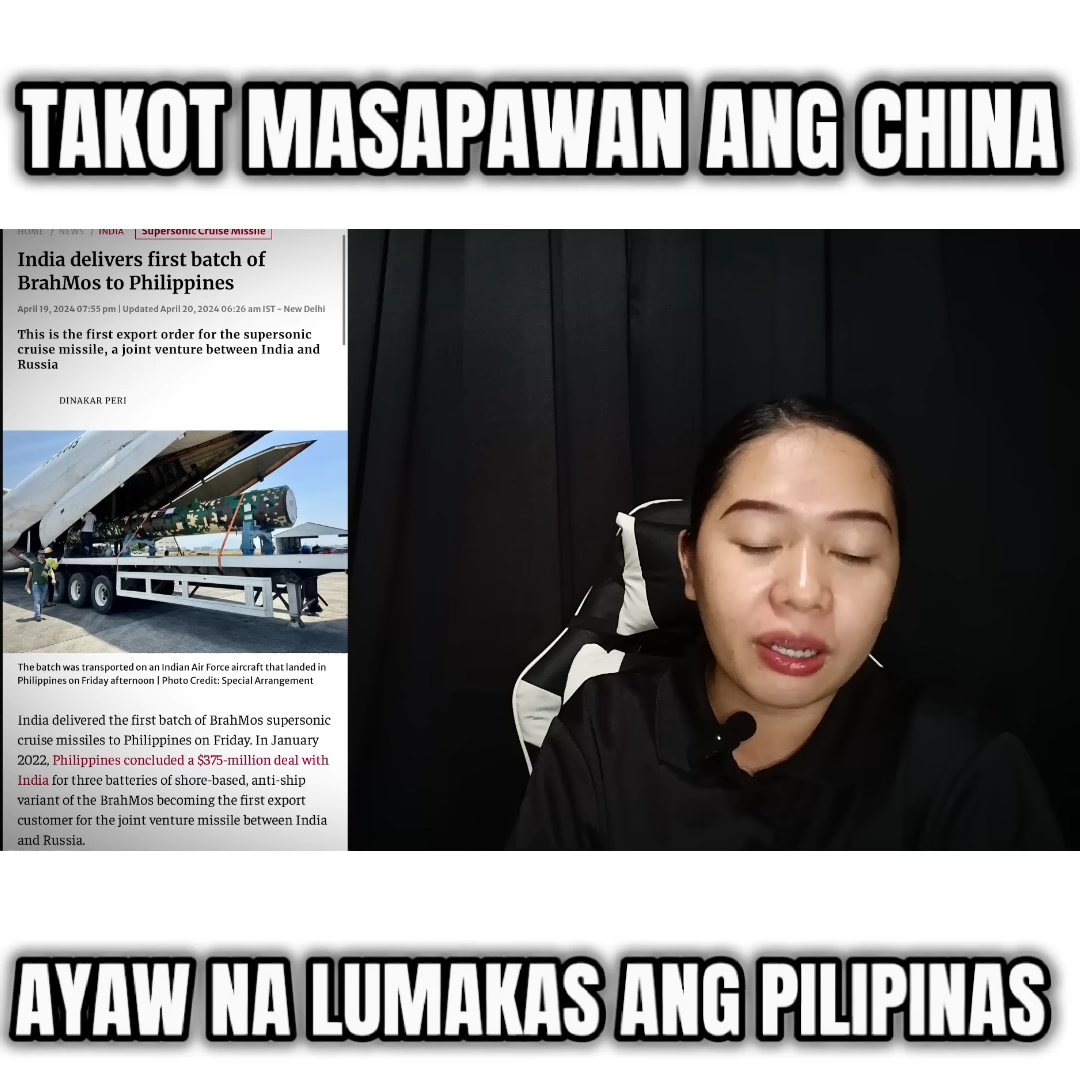 TAKOT MASAPAWAN ANG CHINA
HOME / NEWS / INDIA Supersonic Cruise Missile
India delivers first batch of
BrahMos to Philippines
April 19, 2024 07:55 pm | Updated April 20, 2024 06:26 am IST - New Delhi
This is the first export order for the supersonic
cruise missile, a joint venture between India and
Russia
DINAKAR PERI
The batch was transported on an Indian Air Force aircraft that landed in
Philippines on Friday afternoon | Photo Credit: Special Arrangement
India delivered the first batch of BrahMos supersonic
cruise missiles to Philippines on Friday. In January
2022, Philippines concluded a $375-million deal with
India for three batteries of shore-based, anti-ship
variant of the BrahMos becoming the first export
customer for the joint venture missile between India
and Russia.
AYAW NA LUMAKAS ANG PILIPINAS